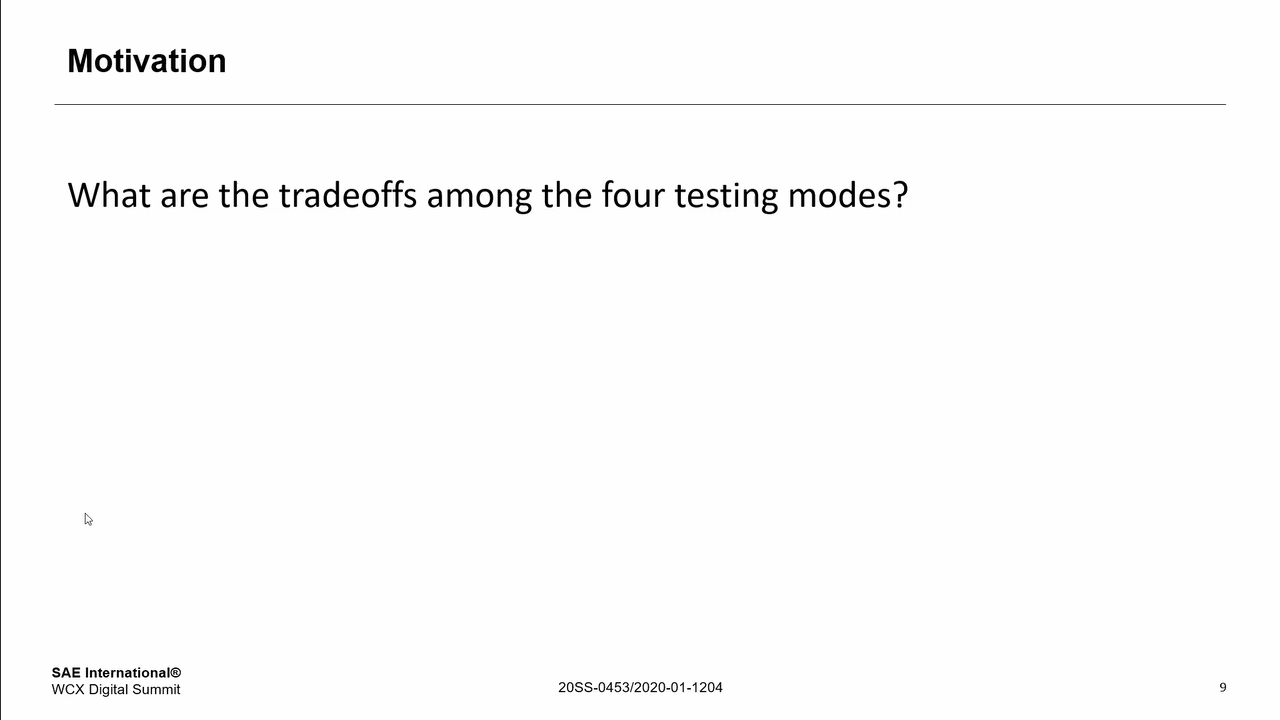 Motivation
What are the tradeoffs among the four testing modes?
SAE International®
WCX Digital Summit
20SS-0453/2020-01-1204
9